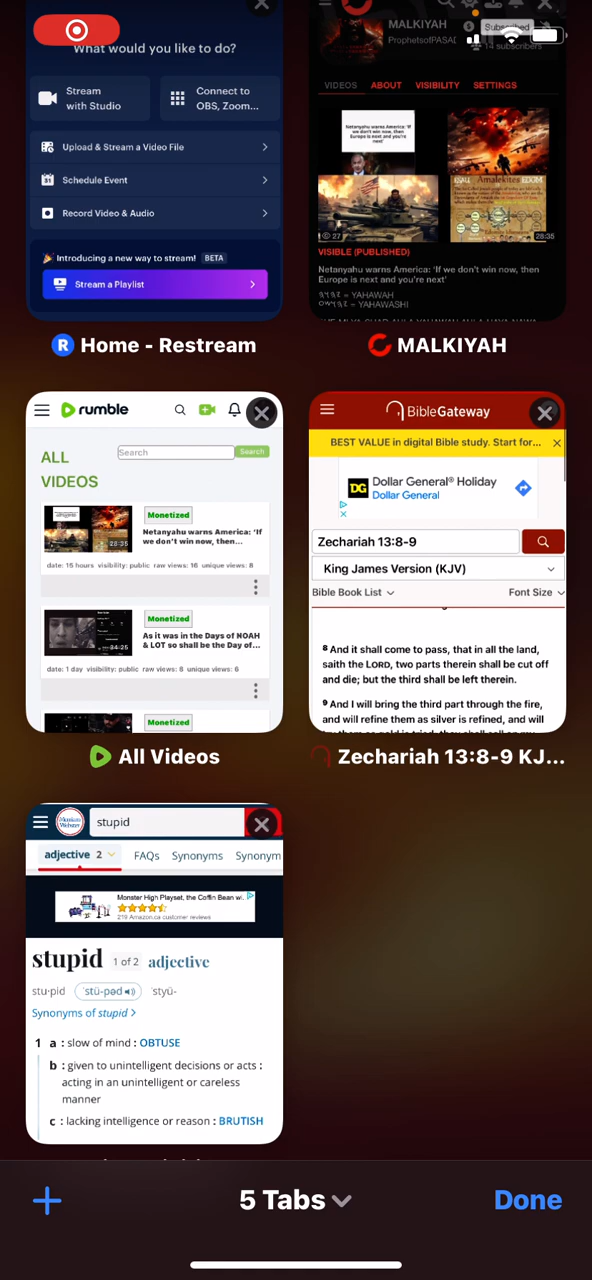 What would you like to do?
Stream
with Studio
Connect to
OBS, Zoom...
Upload & Stream a Video File
Schedule Event
Record Video & Audio
Introducing a new way to stream! BETA
Stream a Playlist
R Home - Restream
MALKIYAH
Subscribed
14 subscribers
VIDEOS ABOUT VISIBILITY SETTINGS
Netanyahu warns America: 'If
we don't win now, then
Europe is next and
you're next'
Amalekites EDOM
27
28:35
VISIBLE (PUBLISHED)
Netanyahu warns America: 'If we don't win now, then
Europe is next and you're next'
= YAHAWAH
= YAHAWASHI
MALKIYAH
rumble
ALL
VIDEOS
Search
Search
Monetized
Netanyahu warns America: 'If
we don't win now, then...
28:35
date: 15 hours visibility: public raw views: 16 unique views: 8
Monetized
As it was in the Days of NOAH
& LOT so shall be the Day of...
34:25
date: 1 day visibility: public raw views: 6 unique views: 6
Monetized
All Videos
BibleGateway
BEST VALUE in digital Bible study. Start for...
DG
Dollar General® Holiday
Dollar General
Zechariah 13:8-9
King James Version (KJV)
Bible Book List
Font Size
8 And it shall come to pass, that in all the land,
saith the LORD, two parts therein shall be cut off
and die; but the third shall be left therein.
9 And I will bring the third part through the fire,
and will refine them as silver is refined, and will
Zechariah 13:8-9 KJ...
stupid
adjective 2
FAQs
Synonyms
Synonym
Monster High Playset, the Coffin Bean wi...
219 Amazon.ca customer reviews
stupid 1 of 2 adjective
stu·pid ˈstü-pəd ˈstyü-
Synonyms of stupid
1 a : slow of mind : OBTUSE
b : given to unintelligent decisions or acts :
acting in an unintelligent or careless
manner
c : lacking intelligence or reason : BRUTISH
5 Tabs
Done